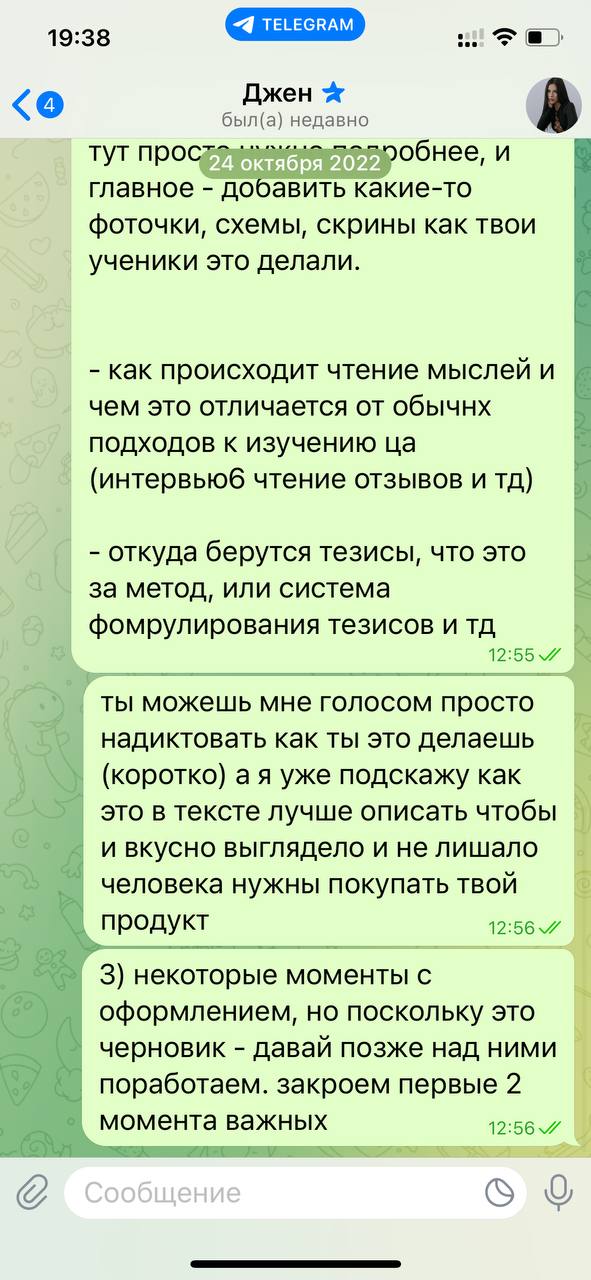 19:38
TELEGRAM
4
Джен
был(а) недавно
тут просто нужно подробнее, и
24 октября 2022
главное - добавить какие-то
фоточки, схемы, скрины как твои
ученики это делали.
- как происходит чтение мыслей и
чем это отличается от обычнх
подходов к изучению ца
(интервью6 чтение отзывов и тд)
- откуда берутся тезисы, что это
за метод, или система
фомрулирования тезисов и тд
12:55
ты можешь мне голосом просто
надиктовать как ты это делаешь
(коротко) а я уже подскажу как
это в тексте лучше описать чтобы
и вкусно выглядело и не лишало
человека нужны покупать твой
продукт
12:56
3) некоторые моменты с
оформлением, но поскольку это
черновик - давай позже над ними
поработаем. закроем первые 2
момента важных
12:56
Сообщение